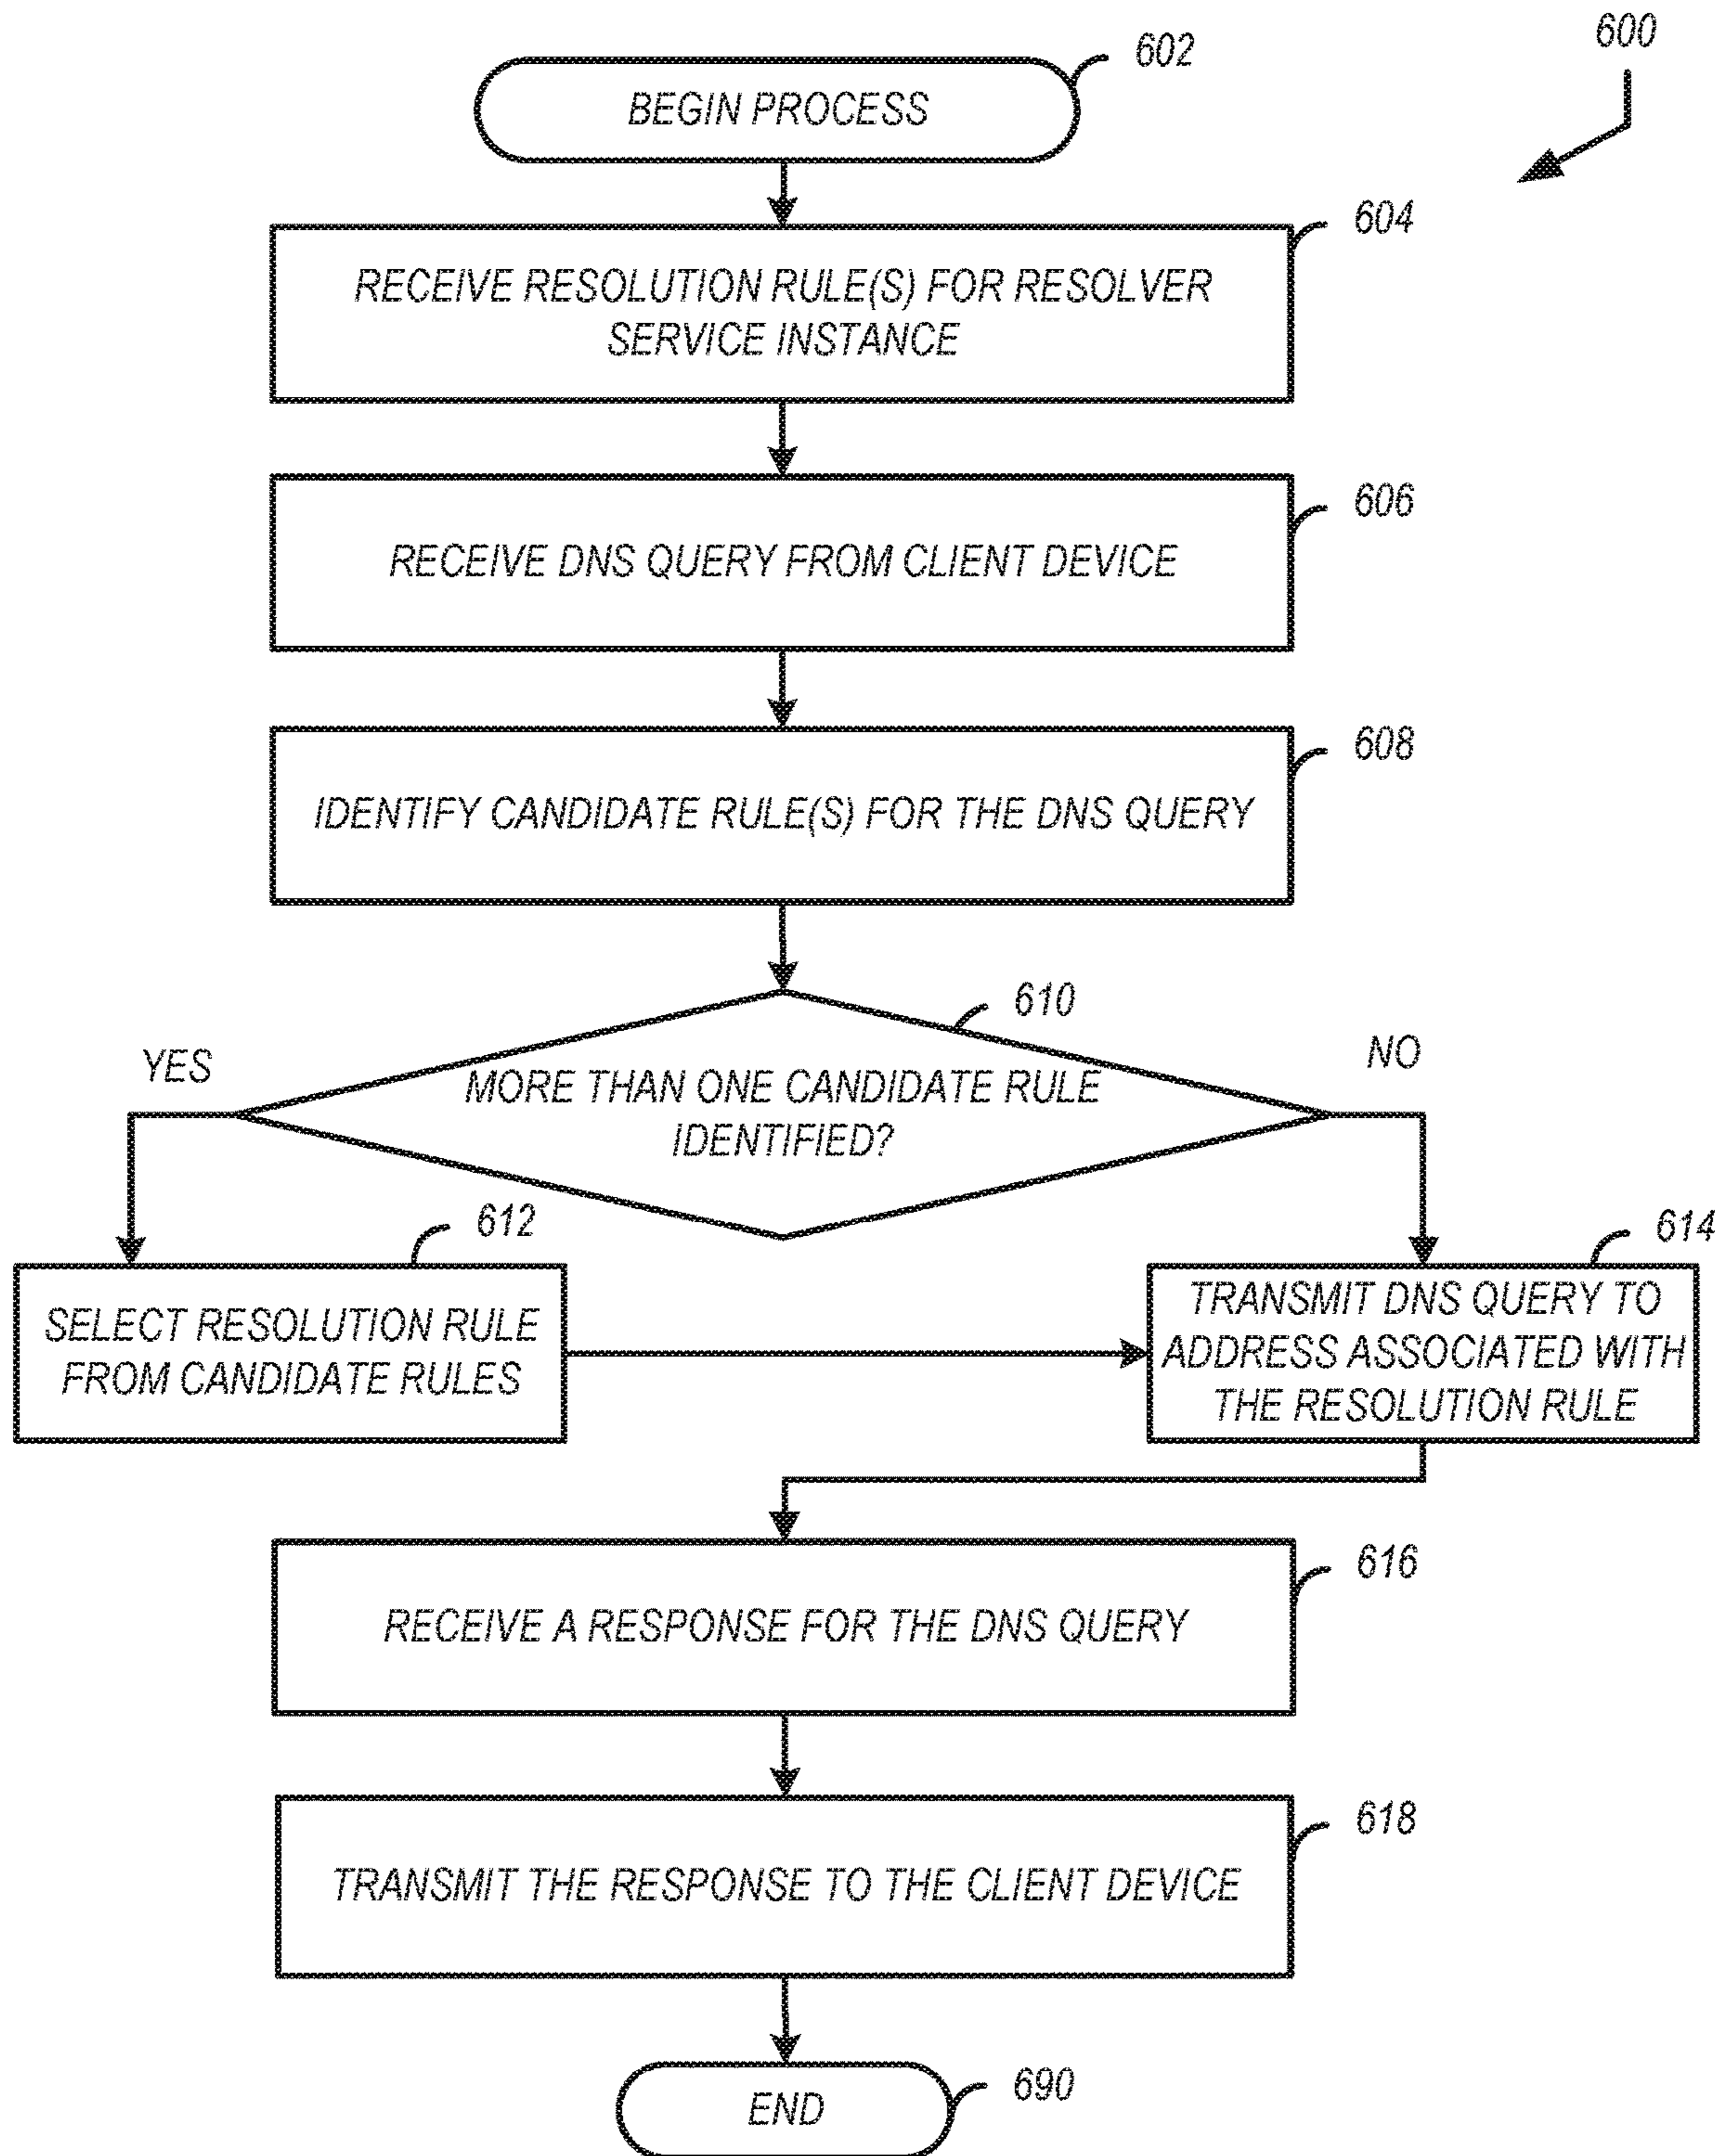 600
602
BEGIN PROCESS
604
RECEIVE RESOLUTION RULE(S) FOR RESOLVER
SERVICE INSTANCE
606
RECEIVE DNS QUERY FROM CLIENT DEVICE
608
IDENTIFY CANDIDATE RULE(S) FOR THE DNS QUERY
610
YES
NO
MORE THAN ONE CANDIDATE RULE
IDENTIFIED?
612
SELECT RESOLUTION RULE
FROM CANDIDATE RULES
614
TRANSMIT DNS QUERY TO
ADDRESS ASSOCIATED WITH
THE RESOLUTION RULE
616
RECEIVE A RESPONSE FOR THE DNS QUERY
618
TRANSMIT THE RESPONSE TO THE CLIENT DEVICE
690
END